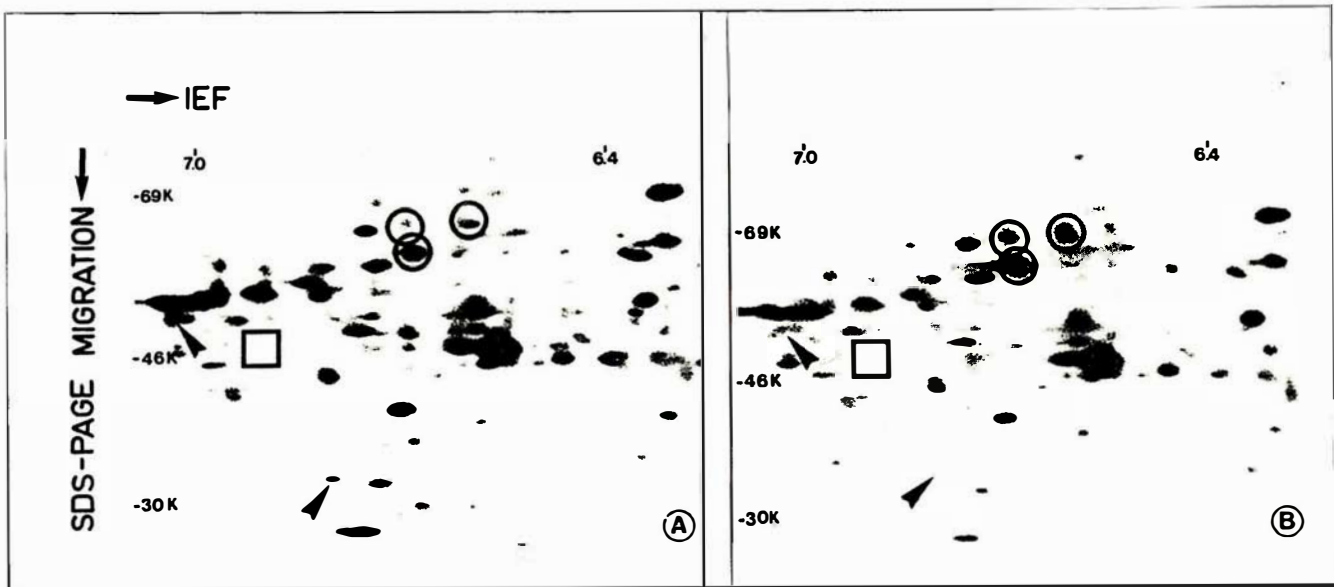 → IEF
SDS-PAGE MIGRATION →
7.0
6.4
-69K
-46K
-30K
A
7.0
6.4
-69K
-46K
-30K
B